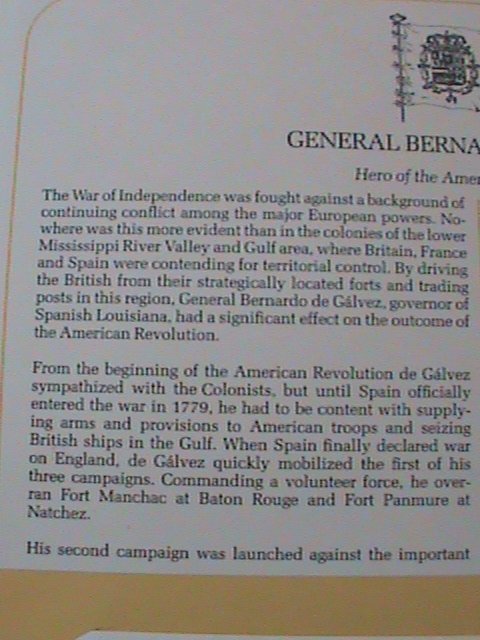 GENERAL BERNA
Hero of the Amer
The War of Independence was fought against a background of
continuing conflict among the major European powers. No-
where was this more evident than in the colonies of the lower
Mississippi River Valley and Gulf area, where Britain, France
and Spain were contending for territorial control. By driving
the British from their strategically located forts and trading
posts in this region, General Bernardo de Gálvez, governor of
Spanish Louisiana, had a significant effect on the outcome of
the American Revolution.
From the beginning of the American Revolution de Gálvez
sympathized with the Colonists, but until Spain officially
entered the war in 1779, he had to be content with supply-
ing arms and provisions to American troops and seizing
British ships in the Gulf. When Spain finally declared war
on England, de Gálvez quickly mobilized the first of his
three campaigns. Commanding a volunteer force, he over-
ran Fort Manchac at Baton Rouge and Fort Panmure at
Natchez.
His second campaign was launched against the important